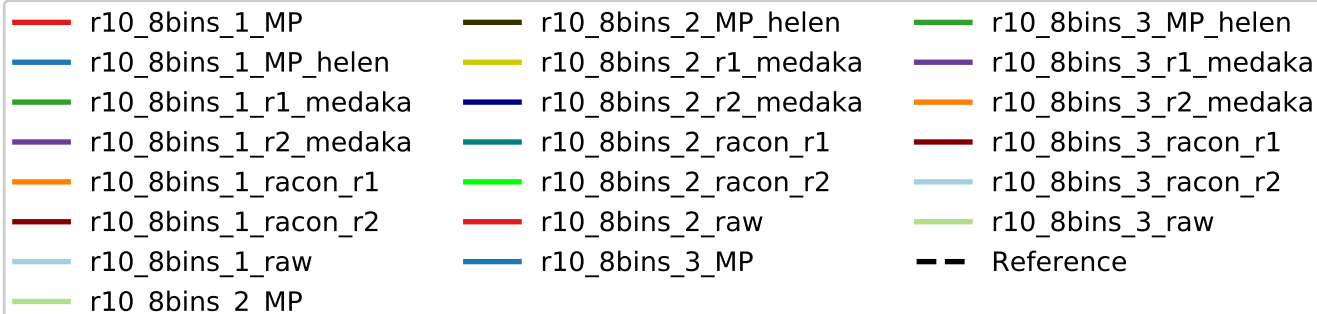 r10_8bins_1_MP
r10_8bins_1_MP_helen
r10_8bins_1_r1_medaka
r10_8bins_1_r2_medaka
r10_8bins_1_racon_r1
r10_8bins_1_racon_r2
r10_8bins_1_raw
r10_8bins_2_MP
r10_8bins_2_MP_helen
r10_8bins_2_r1_medaka
r10_8bins_2_r2_medaka
r10_8bins_2_racon_r1
r10_8bins_2_racon_r2
r10_8bins_2_raw
r10_8bins_3_MP
r10_8bins_3_MP_helen
r10_8bins_3_r1_medaka
r10_8bins_3_r2_medaka
r10_8bins_3_racon_r1
r10_8bins_3_racon_r2
r10_8bins_3_raw
Reference